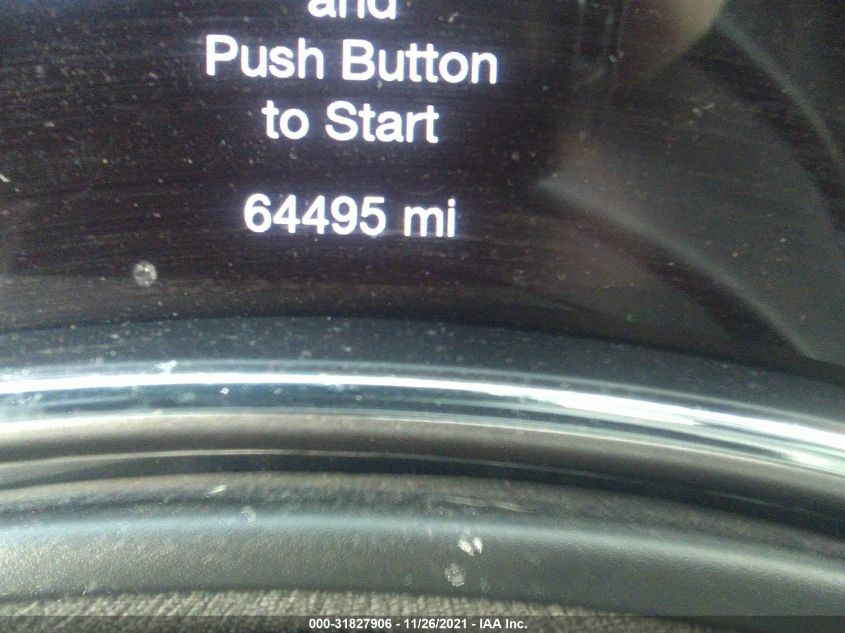 and
Push Button
to Start
64495 mi
000-31827906 - 11/26/2021 - IAA Inc.